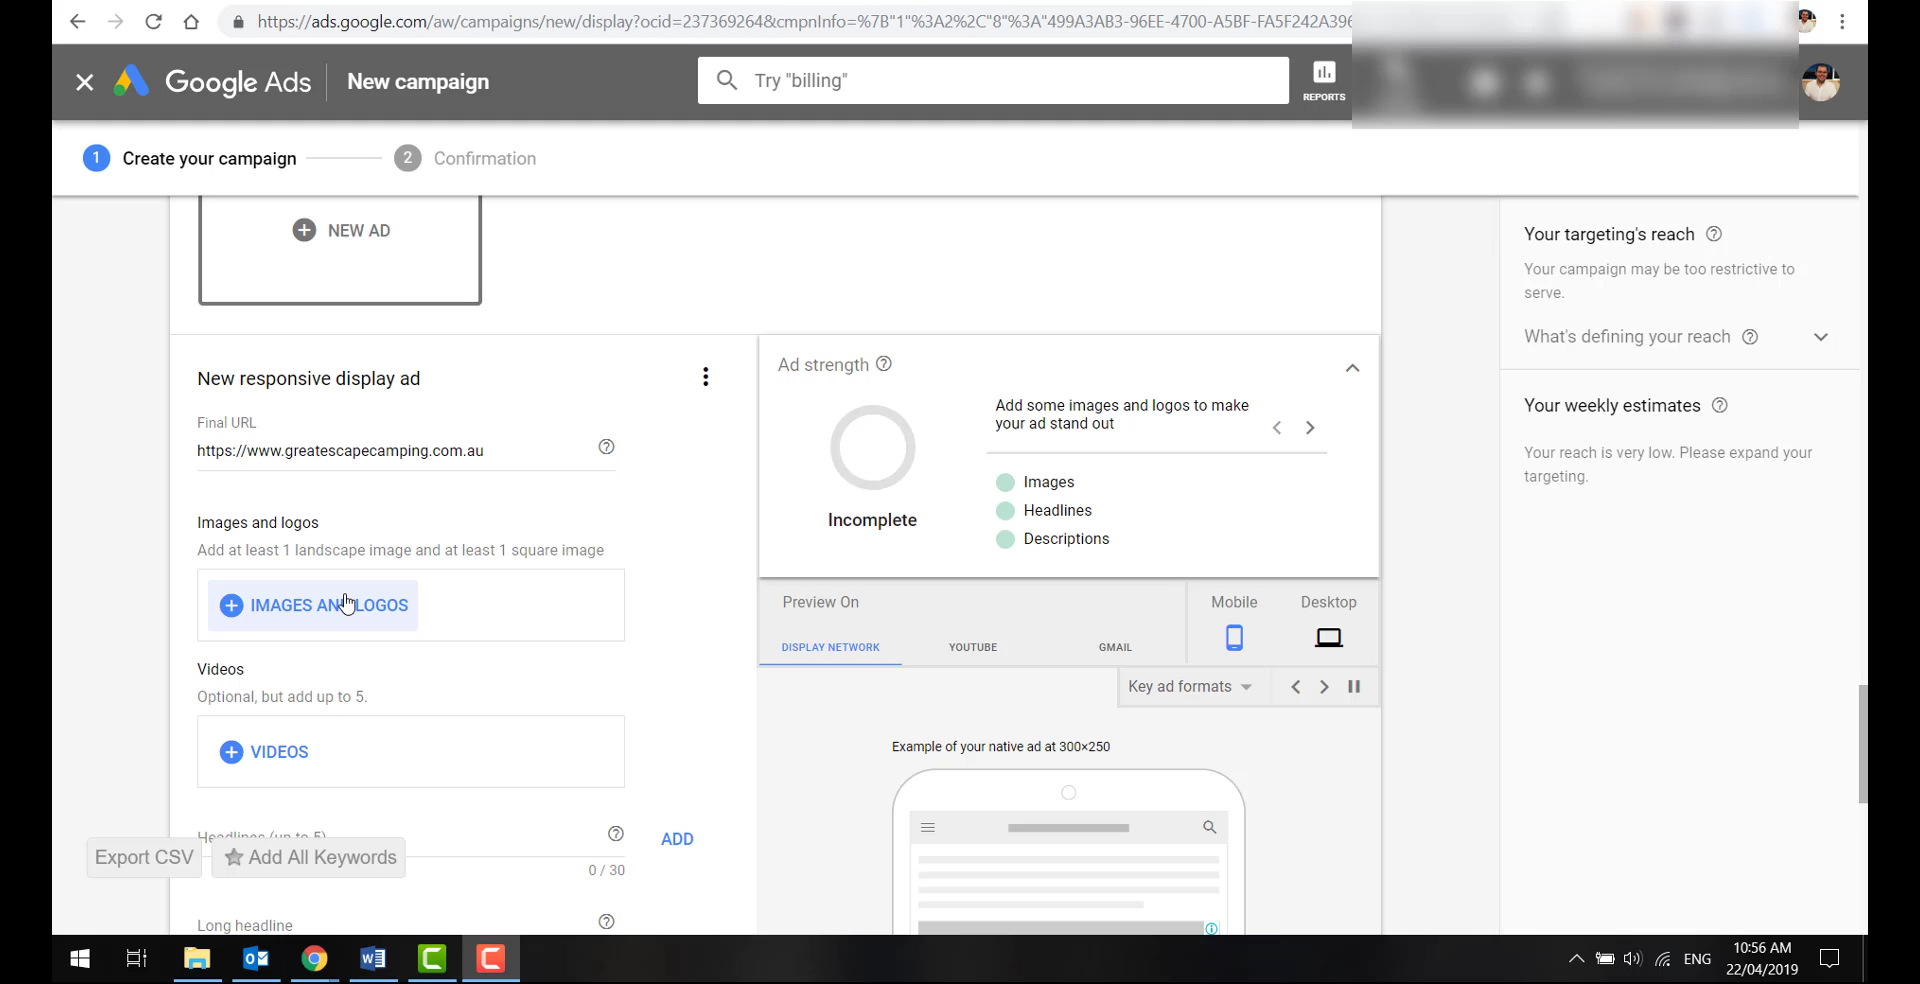 https://ads.google.com/aw/campaigns/new/display?ocid=237369264&cmpnInfo=%7B"1"%3A2%2C"8"%3A"499A3AB3-96EE-4700-A5BF-FA5F242A396
Google Ads
New campaign
Try "billing"
REPORTS
1 Create your campaign
2 Confirmation
NEW AD
Your targeting's reach
Your campaign may be too restrictive to
serve.
What's defining your reach
Your weekly estimates
Your reach is very low. Please expand your
targeting.
New responsive display ad
Final URL
https://www.greatescapecamping.com.au
Images and logos
Add at least 1 landscape image and at least 1 square image
IMAGES AND LOGOS
Videos
Optional, but add up to 5.
VIDEOS
Headlines (up to 5)
ADD
0 / 30
Export CSV
Add All Keywords
Long headline
Ad strength
Incomplete
Add some images and logos to make
your ad stand out
Images
Headlines
Descriptions
Preview On
Mobile
Desktop
DISPLAY NETWORK
YOUTUBE
GMAIL
Key ad formats
Example of your native ad at 300×250
ENG
10:56 AM
22/04/2019